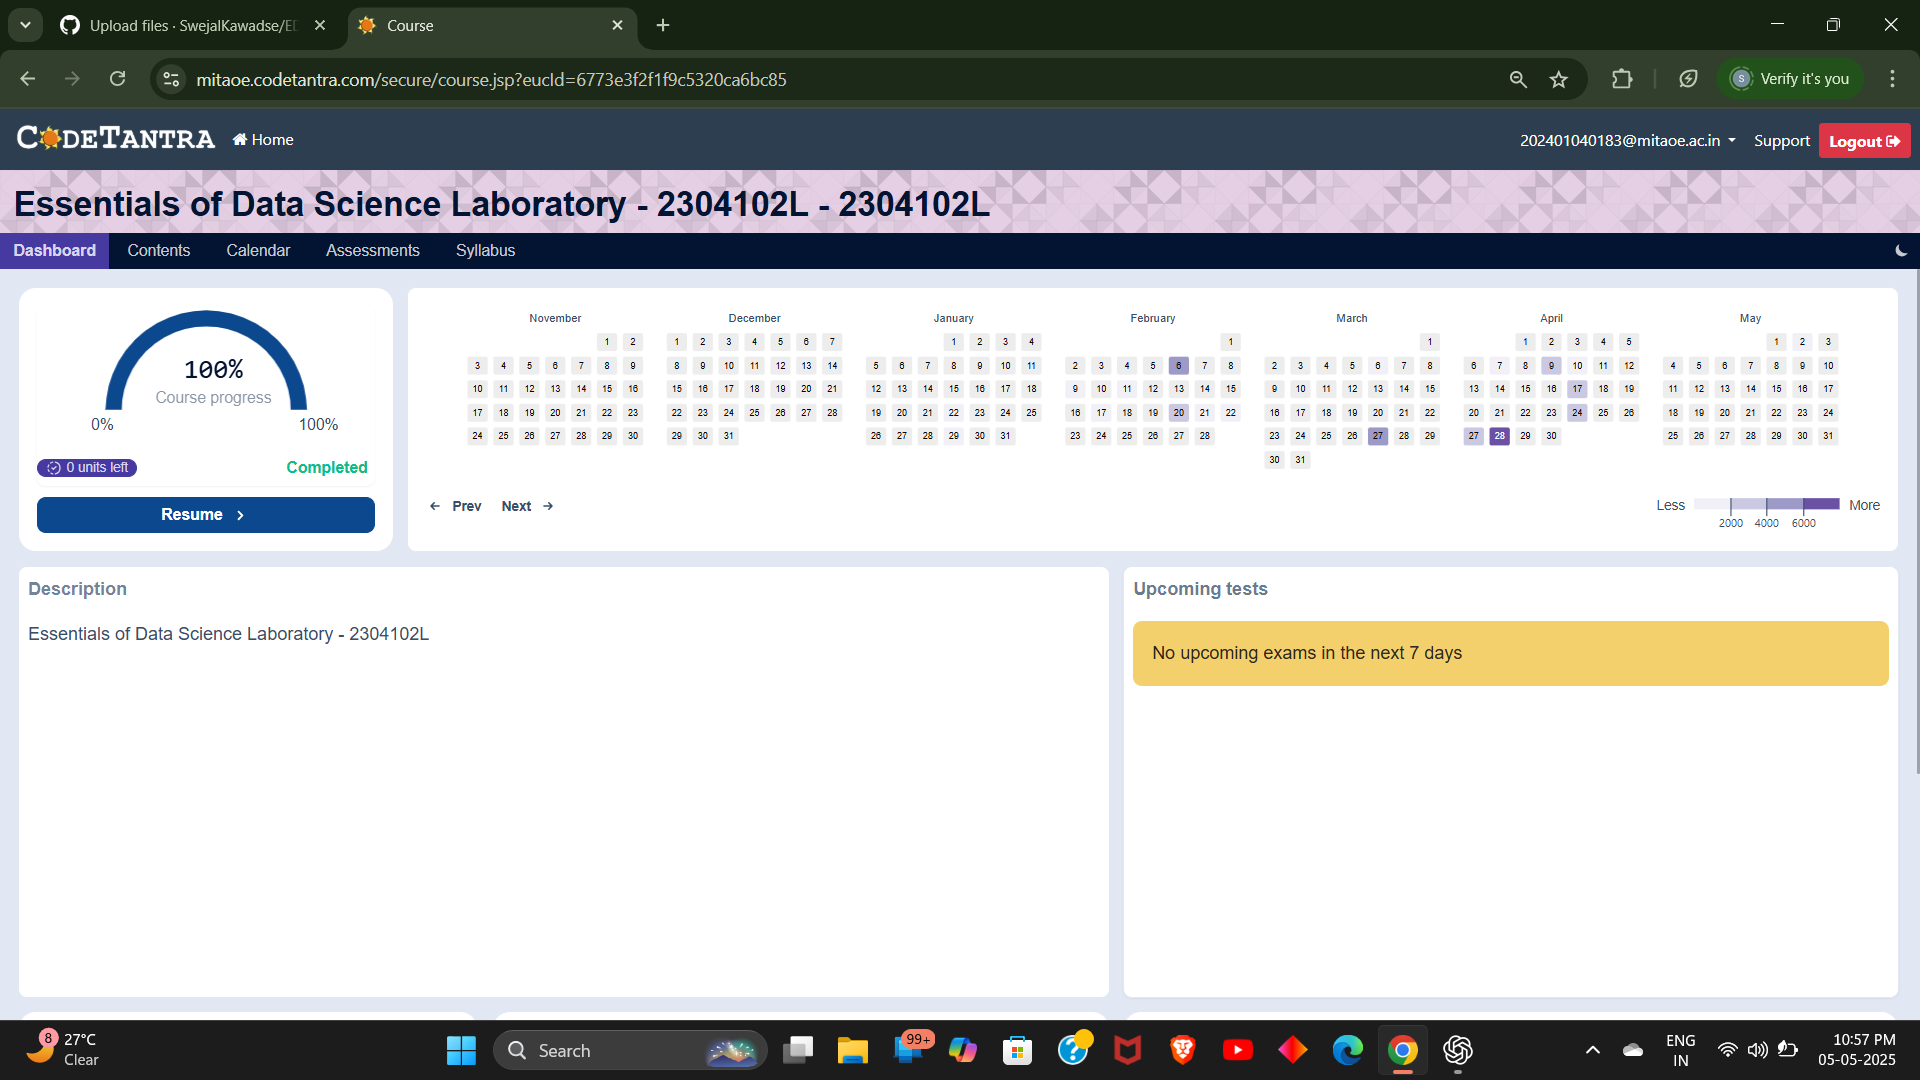 Upload files · SwejalKawadse/ED
Course
mitaoe.codetantra.com/secure/course.jsp?eucId=6773e3f2f1f9c5320ca6bc85
S Verify it's you
CODETANTRA Home
202401040183@mitaoe.ac.in Support Logout
Essentials of Data Science Laboratory - 2304102L - 2304102L
Dashboard Contents Calendar Assessments Syllabus
100%
Course progress
0% 100%
0 units left Completed
Resume
November
1 2
3 4 5 6 7 8 9
10 11 12 13 14 15 16
17 18 19 20 21 22 23
24 25 26 27 28 29 30
December
1 2 3 4 5 6 7
8 9 10 11 12 13 14
15 16 17 18 19 20 21
22 23 24 25 26 27 28
29 30 31
January
1 2 3 4
5 6 7 8 9 10 11
12 13 14 15 16 17 18
19 20 21 22 23 24 25
26 27 28 29 30 31
February
1
2 3 4 5 6 7 8
9 10 11 12 13 14 15
16 17 18 19 20 21 22
23 24 25 26 27 28
March
1
2 3 4 5 6 7 8
9 10 11 12 13 14 15
16 17 18 19 20 21 22
23 24 25 26 27 28 29
30 31
April
1 2 3 4 5
6 7 8 9 10 11 12
13 14 15 16 17 18 19
20 21 22 23 24 25 26
27 28 29 30
May
1 2 3
4 5 6 7 8 9 10
11 12 13 14 15 16 17
18 19 20 21 22 23 24
25 26 27 28 29 30 31
Prev Next
Less More
2000 4000 6000
Description
Essentials of Data Science Laboratory - 2304102L
Upcoming tests
No upcoming exams in the next 7 days
8 27°C
Clear
Search
99+
ENG
IN
10:57 PM
05-05-2025